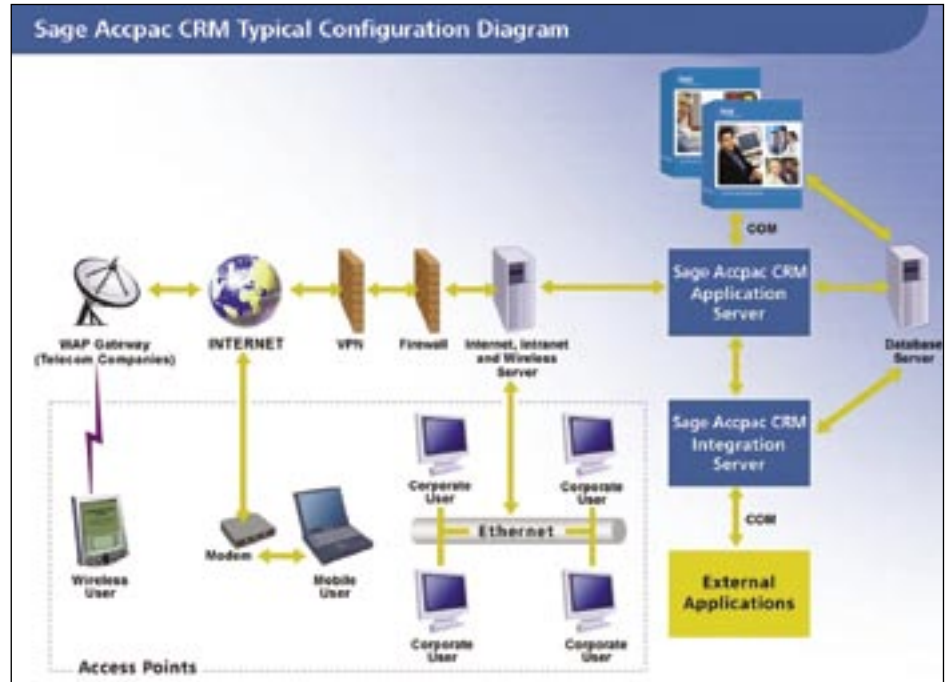 Sage Accpac CRM Typical Configuration Diagram
COM
Sage Accpac CRM
Application
Server
WAP Gateway
(Telecom Companies)
INTERNET
VPN
Firewall
Internet, Intranet
and Wireless
Server
Database
Server
Sage Accpac CRM
Integration
Server
COM
External
Applications
Corporate
User
Corporate
User
Ethernet
Wireless
User
Modem
Mobile
User
Corporate
User
Corporate
User
Access Points